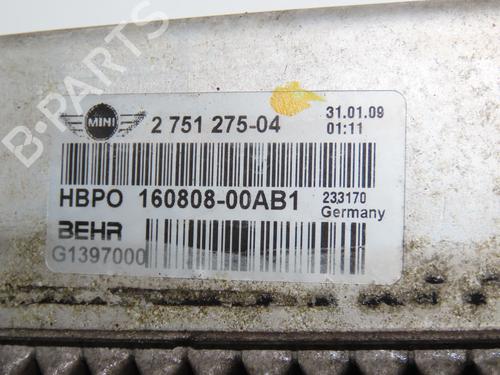 B-PARTS
MINI
2 751 275-04
31.01.09
01:11
HBPO 160808-00AB1
233170
Germany
BEHR
G1397000